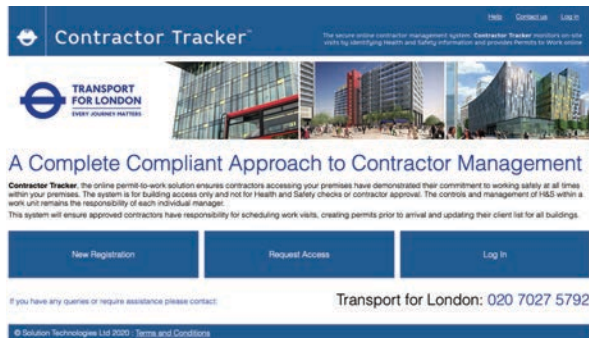 Help Contact us Log in
Contractor Tracker™
The secure online contractor management system: Contractor Tracker monitors on-site
visits by identifying Health and Safety information and provides Permits to Work online
TRANSPORT
FOR LONDON
EVERY JOURNEY MATTERS
A Complete Compliant Approach to Contractor Management
Contractor Tracker, the online permit-to-work solution ensures contractors accessing your premises have demonstrated their commitment to working safely at all times
within your premises. The system is for building access only and not for Health and Safety checks or contractor approval. The controls and management of H&S within a
work unit remains the responsibility of each individual manager.
This system will ensure approved contractors have responsibility for scheduling work visits, creating permits prior to arrival and updating their client list for all buildings.
New Registration
Request Access
Log In
If you have any queries or require assistance please contact:
Transport for London: 020 7027 5792
© Solution Technologies Ltd 2020 : Terms and Conditions